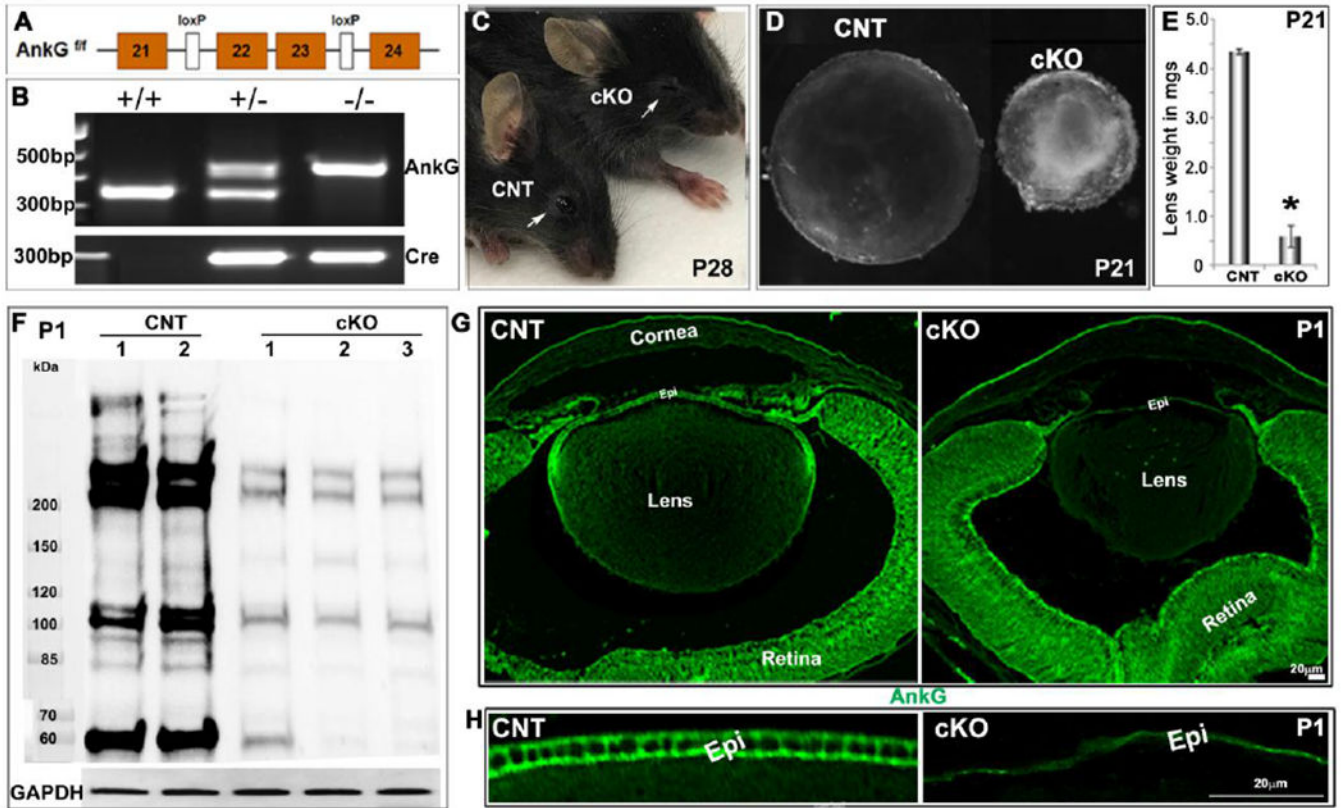 A
loxP
loxP
AnkG f/f
21
22
23
24
B
+/+
+/-
-/-
500bp
300bp
AnkG
300bp
Cre
C
cKO
CNT
P28
D
CNT
cKO
P21
E
P21
Lens weight in mgs
5.0
4.0
3.0
2.0
1.0
0.0
*
CNT
cKO
F
P1
CNT
cKO
1
2
1
2
3
kDa
200
150
120
100
85
70
60
GAPDH
G
CNT
Cornea
Epi
Lens
Retina
cKO
P1
Epi
Lens
Retina
20μm
AnkG
H
CNT
Epi
cKO
P1
Epi
20μm